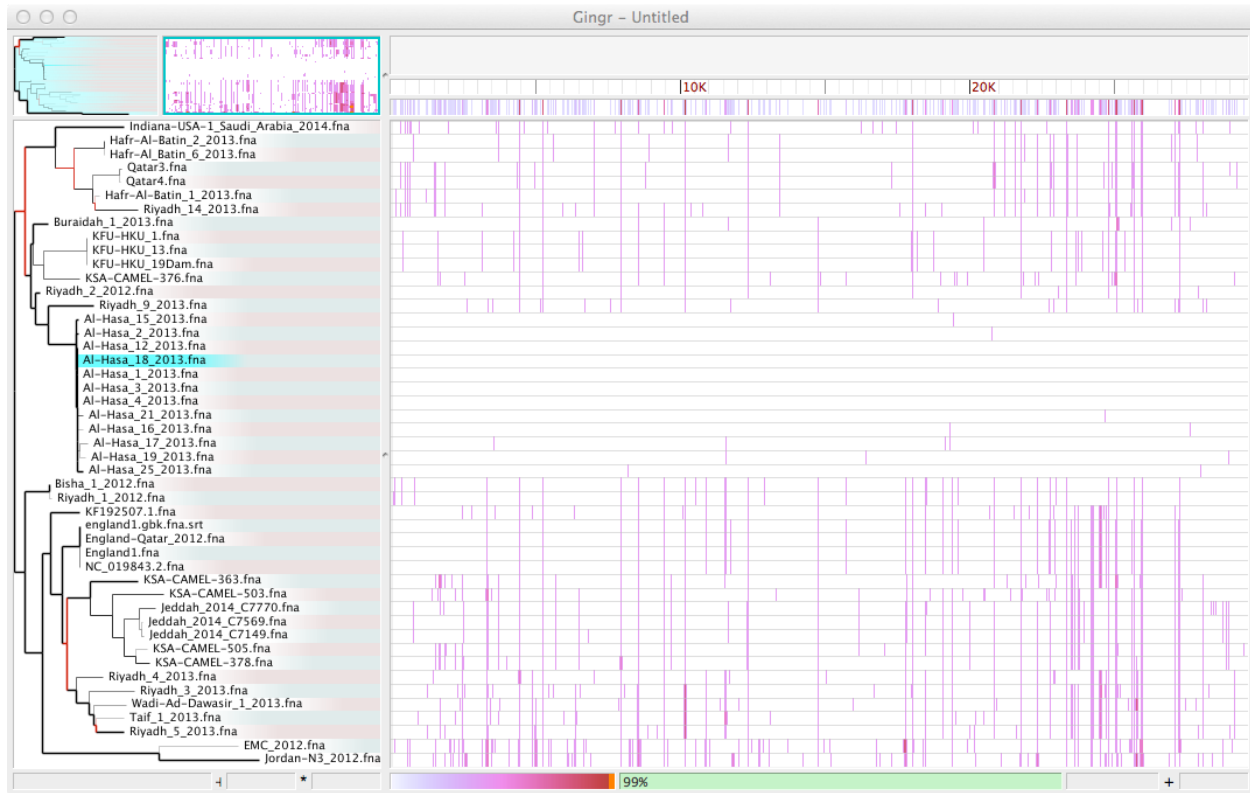 Gingr – Untitled
10K
20K
Indiana-USA-1_Saudi_Arabia_2014.fna
Hafr-Al-Batin_2_2013.fna
Hafr-Al_Batin_6_2013.fna
Qatar3.fna
Qatar4.fna
Hafr-Al-Batin_1_2013.fna
Riyadh_14_2013.fna
Buraidah_1_2013.fna
KFU-HKU_1.fna
KFU-HKU_13.fna
KFU-HKU_19Dam.fna
KSA-CAMEL-376.fna
Riyadh_2_2012.fna
Riyadh_9_2013.fna
Al-Hasa_15_2013.fna
Al-Hasa_2_2013.fna
Al-Hasa_12_2013.fna
Al-Hasa_18_2013.fna
Al-Hasa_1_2013.fna
Al-Hasa_3_2013.fna
Al-Hasa_4_2013.fna
Al-Hasa_21_2013.fna
Al-Hasa_16_2013.fna
Al-Hasa_17_2013.fna
Al-Hasa_19_2013.fna
Al-Hasa_25_2013.fna
Bisha_1_2012.fna
Riyadh_1_2012.fna
KF192507.1.fna
england1.gbk.fna.srt
England-Qatar_2012.fna
England1.fna
NC_019843.2.fna
KSA-CAMEL-363.fna
KSA-CAMEL-503.fna
Jeddah_2014_C7770.fna
Jeddah_2014_C7569.fna
Jeddah_2014_C7149.fna
KSA-CAMEL-505.fna
KSA-CAMEL-378.fna
Riyadh_4_2013.fna
Riyadh_3_2013.fna
Wadi-Ad-Dawasir_1_2013.fna
Taif_1_2013.fna
Riyadh_5_2013.fna
EMC_2012.fna
Jordan-N3_2012.fna
* 99% +